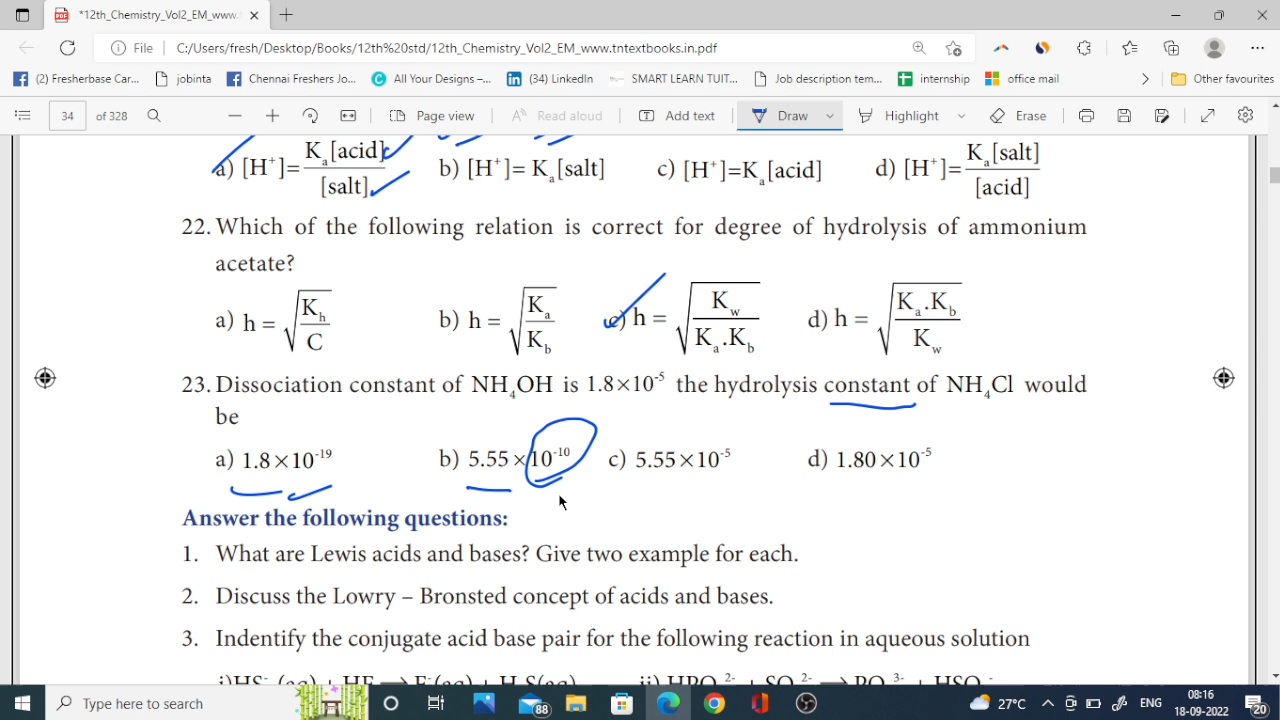 *12th_Chemistry_Vol2_EM_www.t
File
C:/Users/fresh/Desktop/Books/12th%20std/12th_Chemistry_Vol2_EM_www.tntextbooks.in.pdf
(2) Fresherbase Car...
jobinta
Chennai Freshers Jo...
All Your Designs –...
(34) LinkedIn
SMART LEARN TUIT...
Job description tem...
internship
office mail
Other favourites
34 of 328
Page view
Read aloud
Add text
Draw
Highlight
Erase
a) [H⁺]=Kₐ[acid]/[salt] b) [H⁺]= Kₐ[salt] c) [H⁺]=Kₐ[acid] d) [H⁺]=Kₐ[salt]/[acid]
22. Which of the following relation is correct for degree of hydrolysis of ammonium
acetate?
a) h = √(K_h/C) b) h = √(K_a/K_b) c) h = √(K_w/K_a.K_b) d) h = √(K_a.K_b/K_w)
23. Dissociation constant of NH₄OH is 1.8×10⁻⁵ the hydrolysis constant of NH₄Cl would
be
a) 1.8×10⁻¹⁹ b) 5.55×10⁻¹⁰ c) 5.55×10⁻⁵ d) 1.80×10⁻⁵
Answer the following questions:
1. What are Lewis acids and bases? Give two example for each.
2. Discuss the Lowry – Bronsted concept of acids and bases.
3. Indentify the conjugate acid base pair for the following reaction in aqueous solution
Type here to search
88
27°C
ENG
08:16
18-09-2022
20